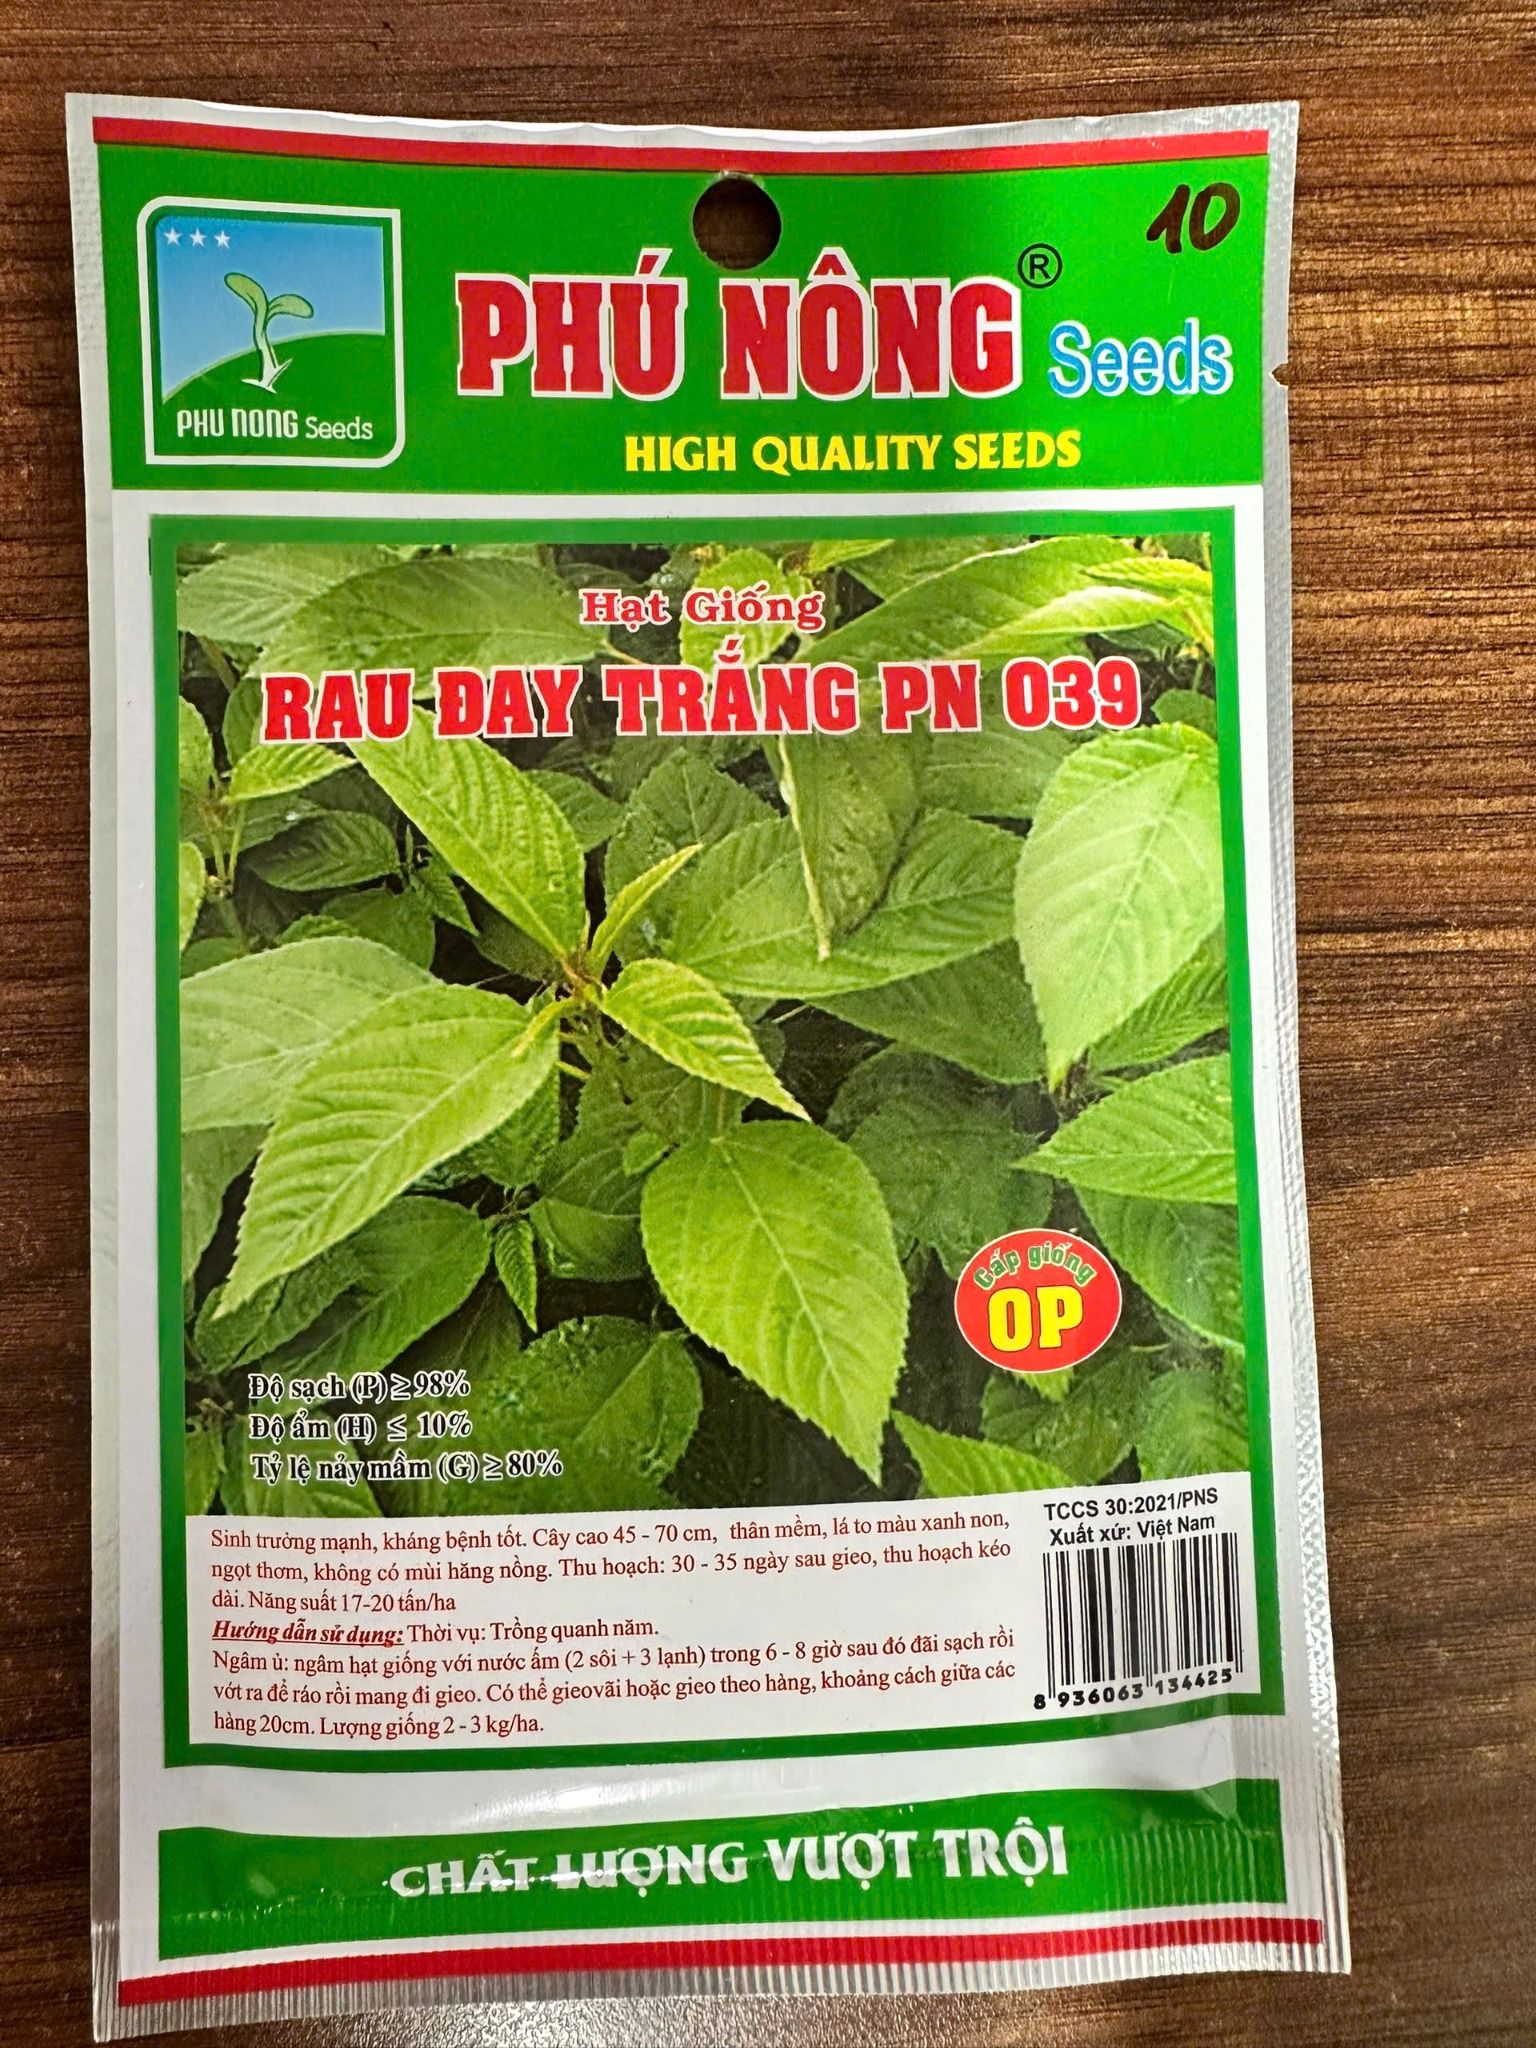 10
PHU NONG Seeds
PHÚ NÔNG® Seeds
HIGH QUALITY SEEDS
Hạt Giống
RAU ĐAY TRẮNG PN 039
Cấp giống
OP
Độ sạch (P) ≥ 98%
Độ ẩm (H) ≤ 10%
Tỷ lệ nảy mầm (G) ≥ 80%
Sinh trường mạnh, kháng bệnh tốt. Cây cao 45 - 70 cm, thân mềm, lá to màu xanh non,
ngọt thơm, không có mùi hăng nồng. Thu hoạch: 30 - 35 ngày sau gieo, thu hoạch kéo
dài. Năng suất 17-20 tấn/ha
Hướng dẫn sử dụng: Thời vụ: Trồng quanh năm.
Ngâm ủ: ngâm hạt giống với nước ấm (2 sôi + 3 lạnh) trong 6 - 8 giờ sau đó đãi sạch rồi
vớt ra để ráo rồi mang đi gieo. Có thể gieo vãi hoặc gieo theo hàng, khoảng cách giữa các
hàng 20cm. Lượng giống 2 - 3 kg/ha.
TCCS 30:2021/PNS
Xuất xứ: Việt Nam
8 936063 134425
CHẤT LƯỢNG VƯỢT TRỘI